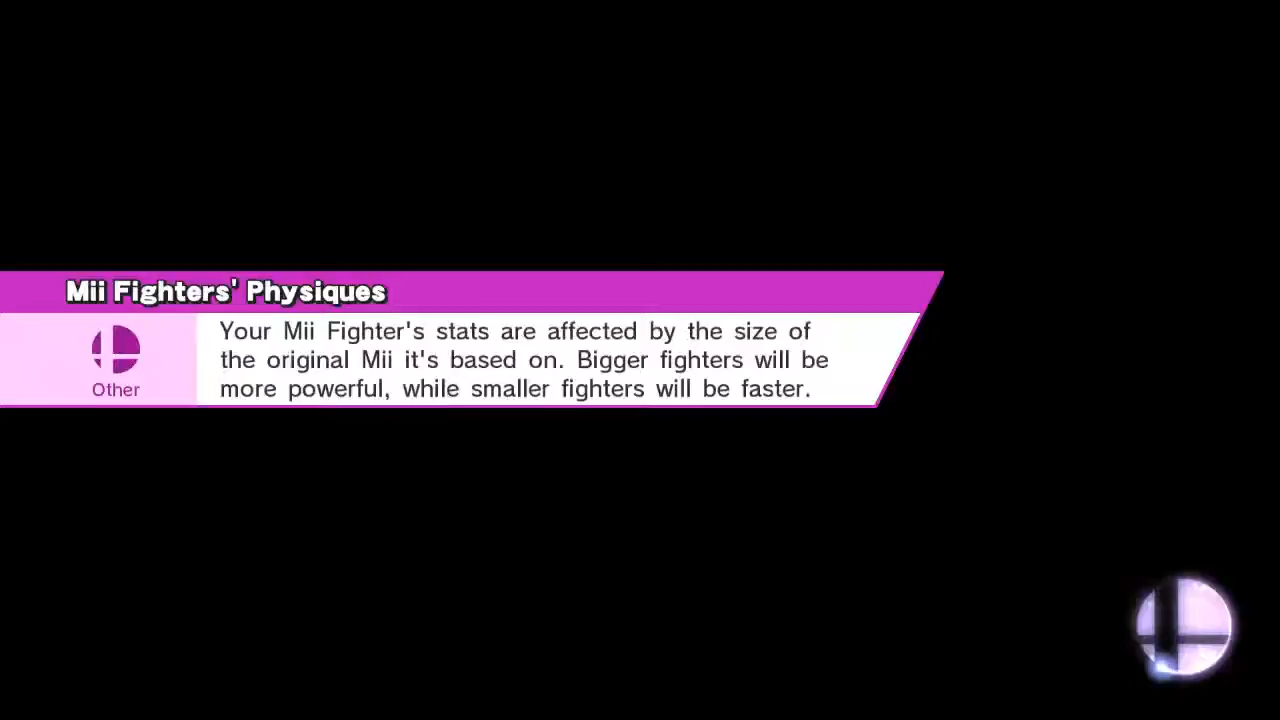 Mii Fighters' Physiques
Other
Your Mii Fighter's stats are affected by the size of
the original Mii it's based on. Bigger fighters will be
more powerful, while smaller fighters will be faster.